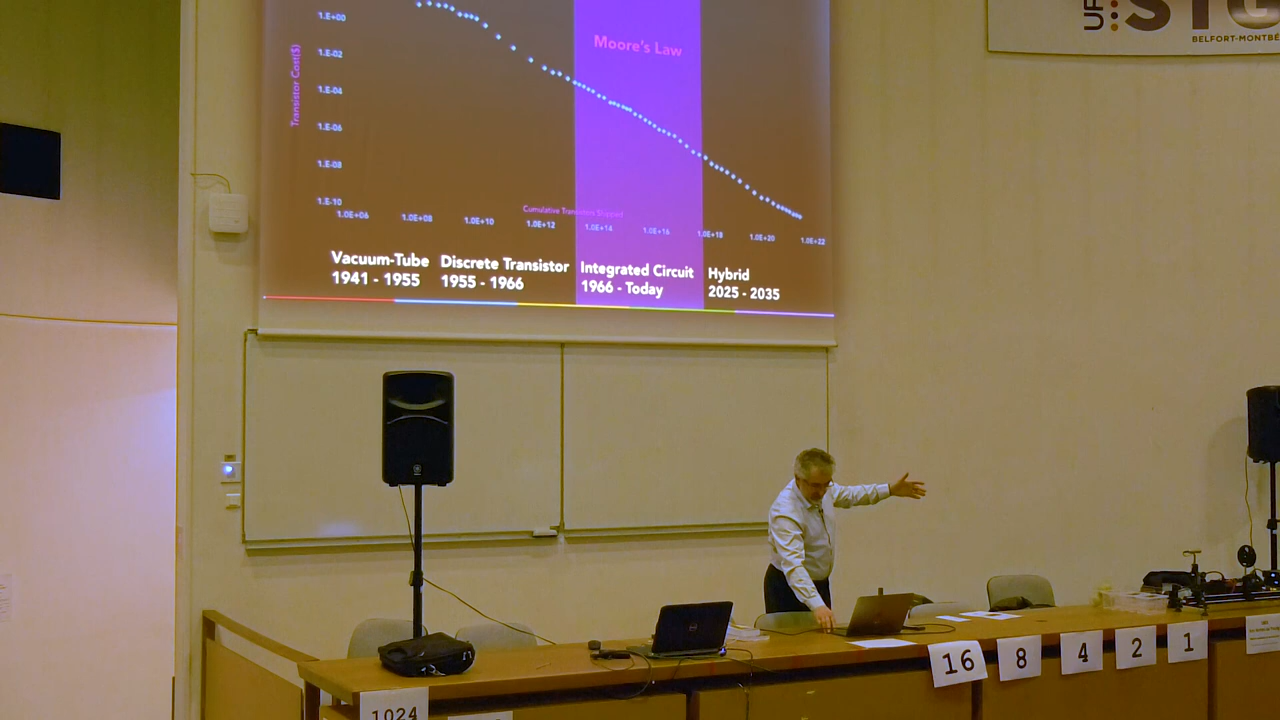 1.E+00
1.E-02
1.E-04
1.E-06
1.E-08
1.E-10
Transistor Cost($)
Moore's Law
Cumulative Transistors Shipped
1.0E+06 1.0E+08 1.0E+10 1.0E+12 1.0E+14 1.0E+16 1.0E+18 1.0E+20 1.0E+22
Vacuum-Tube
1941 - 1955
Discrete Transistor
1955 - 1966
Integrated Circuit
1966 - Today
Hybrid
2025 - 2035
STG
BELFORT-MONTBÉ
DELL
1024
16
8
4
2
1